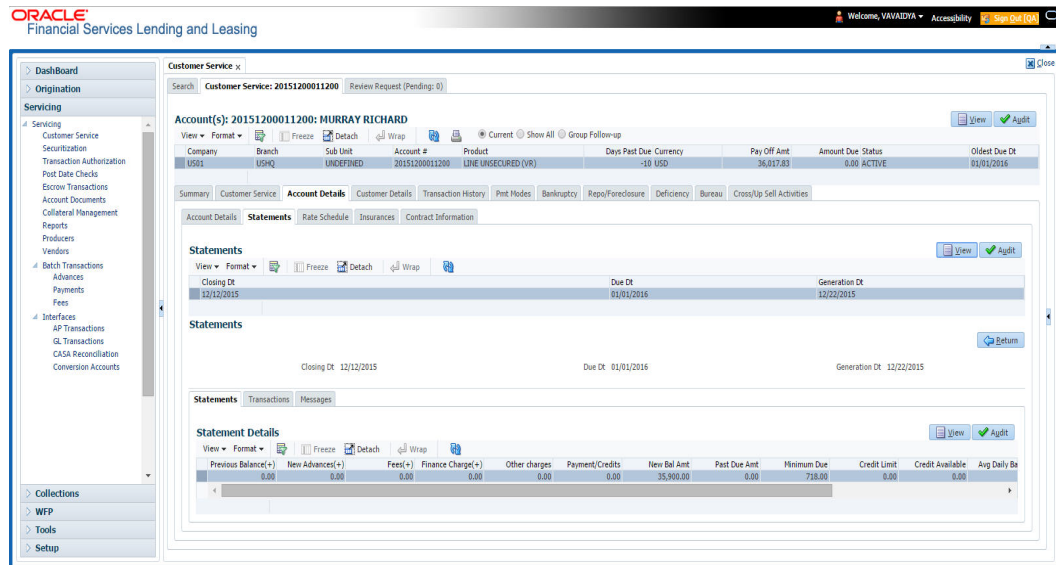 ORACLE
Financial Services Lending and Leasing
Welcome, VAVAIDYA Accessibility Sign Out [QA]
Close
DashBoard
Origination
Servicing
Servicing
Customer Service
Securitization
Transaction Authorization
Post Date Checks
Escrow Transactions
Account Documents
Collateral Management
Reports
Producers
Vendors
Batch Transactions
Advances
Payments
Fees
Interfaces
AP Transactions
GL Transactions
CASA Reconciliation
Conversion Accounts
Collections
WFP
Tools
Setup
Customer Service x
Search Customer Service: 20151200011200 Review Request (Pending: 0)
Account(s): 20151200011200: MURRAY RICHARD
View Audit
View Format Freeze Detach Wrap Current Show All Group Follow-up
Company Branch Sub Unit Account # Product Days Past Due Currency Pay Off Amt Amount Due Status Oldest Due Dt
US01 USHQ UNDEFINED 20151200011200 LINE UNSECURED (VR) -10 USD 36,017.83 0.00 ACTIVE 01/01/2016
Summary Customer Service Account Details Customer Details Transaction History Pmt Modes Bankruptcy Repo/Foreclosure Deficiency Bureau Cross/Up Sell Activities
Account Details Statements Rate Schedule Insurances Contract Information
Statements
View Audit
View Format Freeze Detach Wrap
Closing Dt Due Dt Generation Dt
12/12/2015 01/01/2016 12/22/2015
Statements
Return
Closing Dt 12/12/2015 Due Dt 01/01/2016 Generation Dt 12/22/2015
Statements Transactions Messages
Statement Details
View Audit
View Format Freeze Detach Wrap
Previous Balance(+) New Advances(+) Fees(+) Finance Charge(+) Other charges Payment/Credits New Bal Amt Past Due Amt Minimum Due Credit Limit Credit Available Avg Daily Ba
0.00 0.00 0.00 0.00 0.00 0.00 35,900.00 0.00 718.00 0.00 0.00